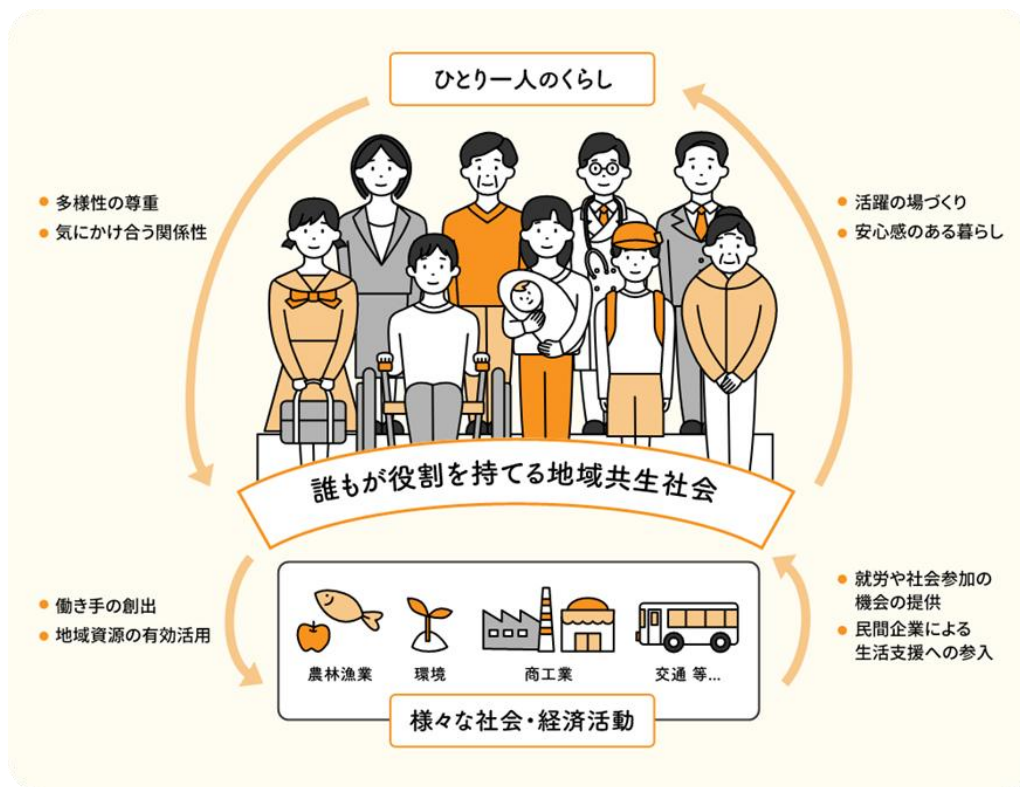 ひとり一人のくらし
● 多様性の尊重
● 気にかけ合う関係性
● 活躍の場づくり
● 安心感のある暮らし
誰もが役割を持てる地域共生社会
● 働き手の創出
● 地域資源の有効活用
● 就労や社会参加の
機会の提供
● 民間企業による
生活支援への参入
農林漁業
環境
商工業
交通 等...
様々な社会・経済活動